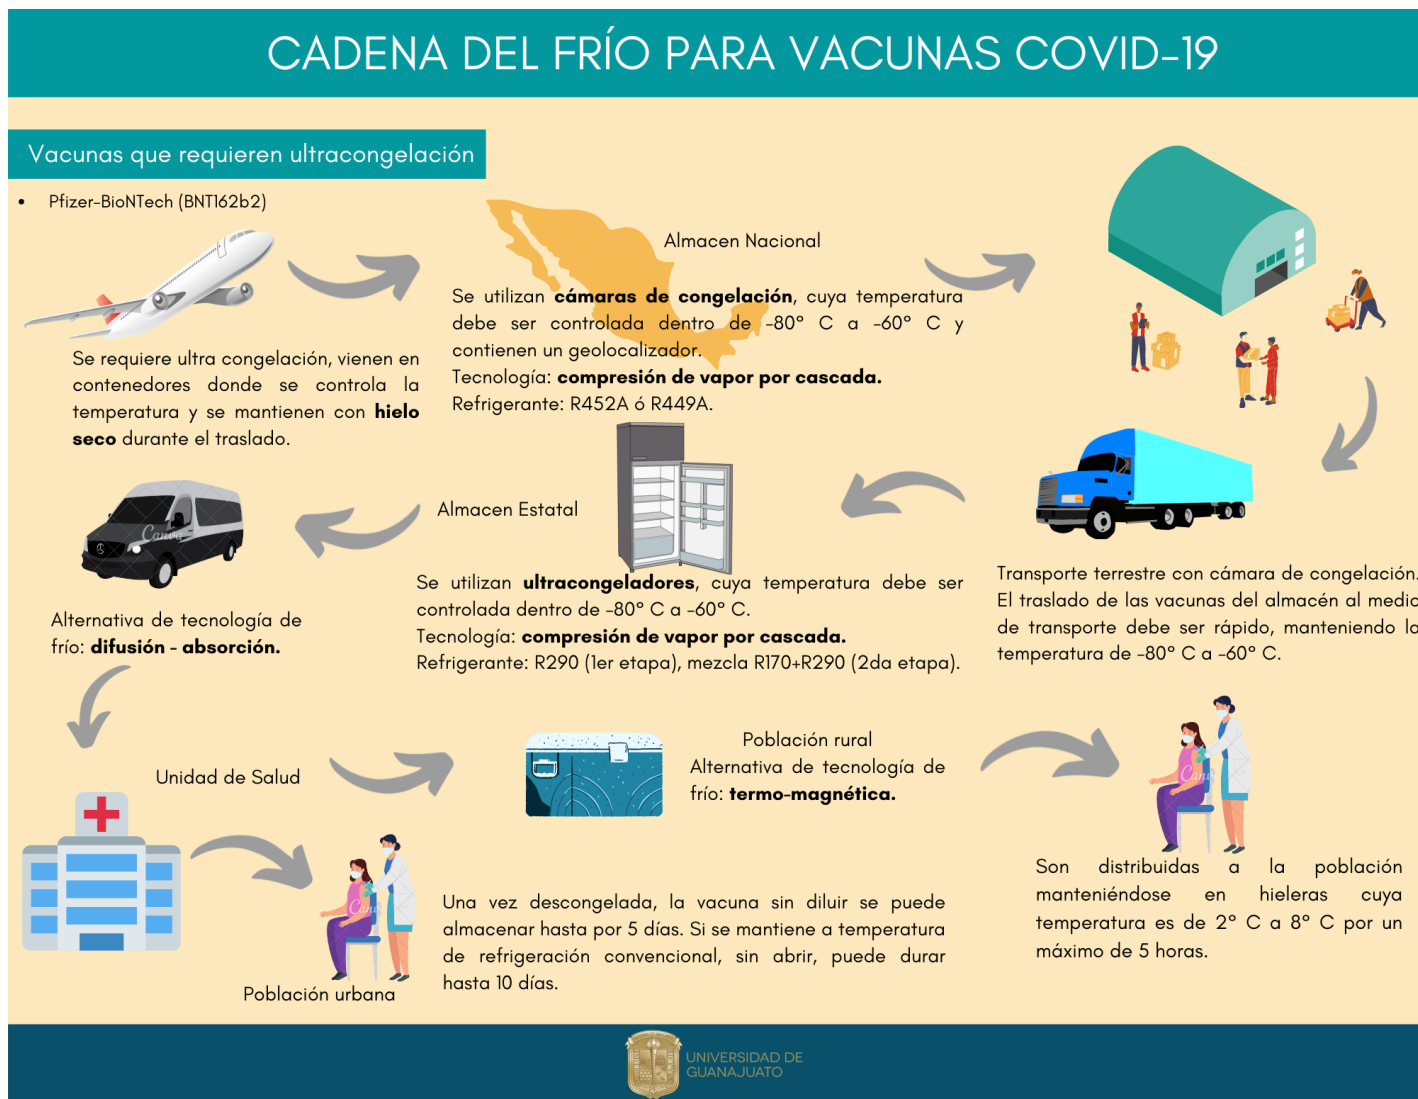 CADENA DEL FRÍO PARA VACUNAS COVID-19
Vacunas que requieren ultracongelación
• Pfizer-BioNTech (BNT162b2)
Se requiere ultra congelación, vienen en
contenedores donde se controla la
temperatura y se mantienen con hielo
seco durante el traslado.
Almacen Nacional
Se utilizan cámaras de congelación, cuya temperatura
debe ser controlada dentro de -80° C a -60° C y
contienen un geolocalizador.
Tecnología: compresión de vapor por cascada.
Refrigerante: R452A ó R449A.
Transporte terrestre con cámara de congelación.
El traslado de las vacunas del almacén al medio
de transporte debe ser rápido, manteniendo la
temperatura de -80° C a -60° C.
Almacen Estatal
Se utilizan ultracongeladores, cuya temperatura debe ser
controlada dentro de -80° C a -60° C.
Tecnología: compresión de vapor por cascada.
Refrigerante: R290 (1er etapa), mezcla R170+R290 (2da etapa).
Canva
Alternativa de tecnología de
frío: difusión - absorción.
Unidad de Salud
Canva
Población urbana
Población rural
Alternativa de tecnología de
frío: termo-magnética.
Una vez descongelada, la vacuna sin diluir se puede
almacenar hasta por 5 días. Si se mantiene a temperatura
de refrigeración convencional, sin abrir, puede durar
hasta 10 días.
Canva
Son distribuidas a la población
manteniéndose en hieleras cuya
temperatura es de 2° C a 8° C por un
máximo de 5 horas.
UNIVERSIDAD DE
GUANAJUATO